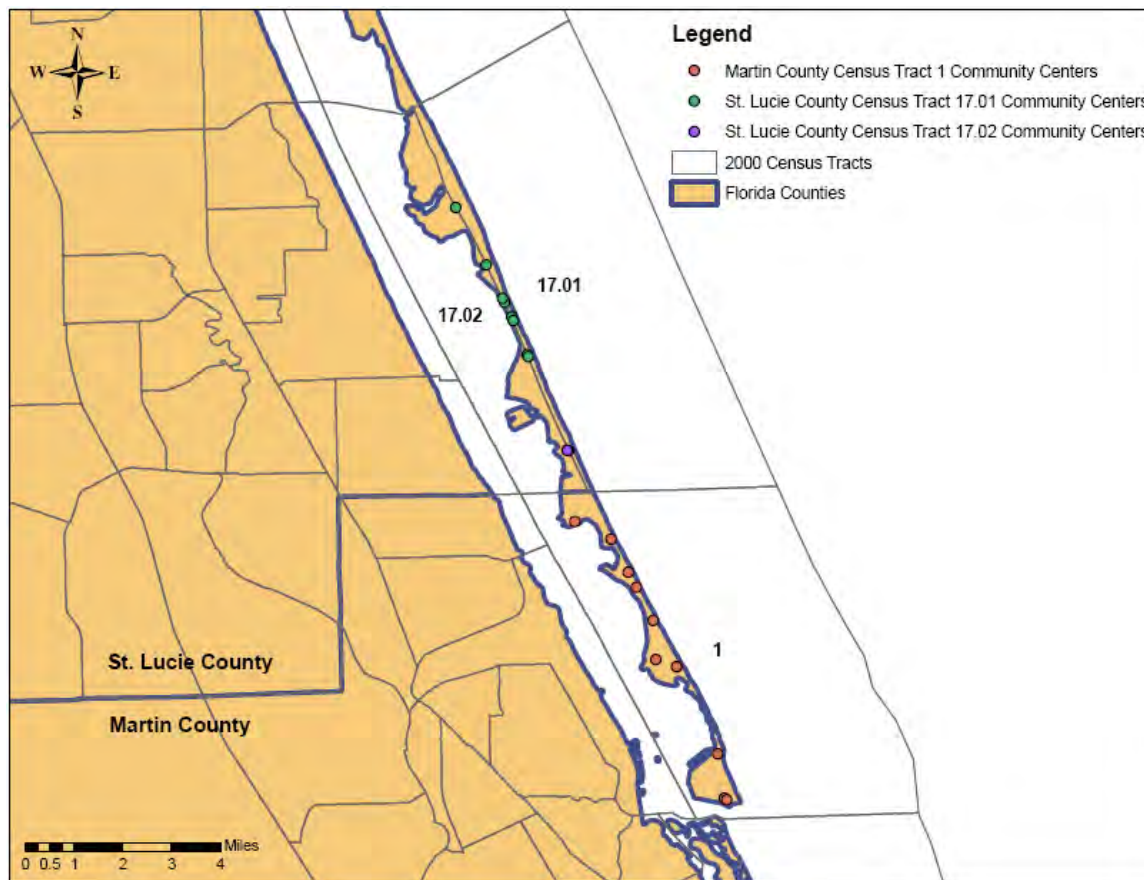 N
W E
S
Legend
Martin County Census Tract 1 Community Centers
St. Lucie County Census Tract 17.01 Community Centers
St. Lucie County Census Tract 17.02 Community Centers
2000 Census Tracts
Florida Counties
17.01
17.02
1
St. Lucie County
Martin County
Miles
0 0.5 1 2 3 4